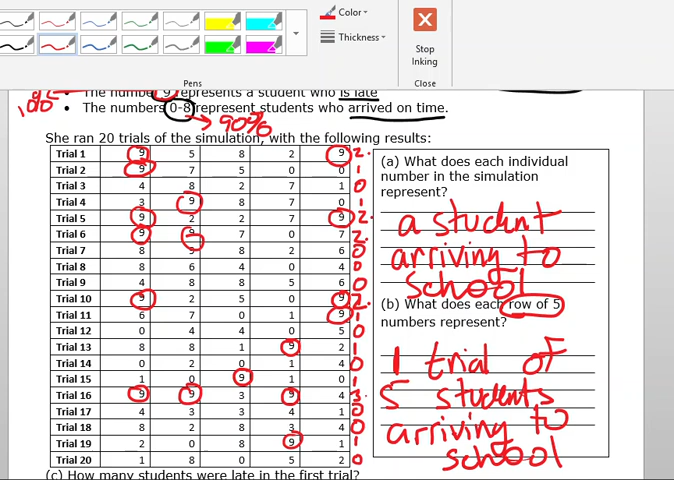 Color
Thickness
Stop
Inking
Pens
Close
10%
The number 9 represents a student who is late
The numbers 0-8 represent students who arrived on time.
90%
She ran 20 trials of the simulation, with the following results:
Trial 1 9 5 8 2 9 2
Trial 2 9 7 5 0 0 1
Trial 3 4 8 2 7 1 0
Trial 4 3 9 8 7 0 1
Trial 5 9 2 2 7 9 2
Trial 6 9 9 7 0 7 2
Trial 7 8 9 8 2 6 0
Trial 8 8 6 4 0 4 0
Trial 9 4 8 8 5 6 0
Trial 10 9 2 5 0 9 2
Trial 11 6 7 0 1 9 1
Trial 12 0 4 4 0 5 0
Trial 13 8 8 1 9 2 1
Trial 14 0 2 0 1 4 0
Trial 15 1 0 9 1 0 1
Trial 16 9 9 3 9 4 3
Trial 17 4 3 3 4 1 0
Trial 18 8 2 8 3 4 0
Trial 19 2 0 8 9 1 1
Trial 20 1 8 0 5 2 0
(a) What does each individual
number in the simulation
represent?
a student
arriving to
school
(b) What does each row of 5
numbers represent?
1 trial of
5 students
arriving to
school
(c) How many students were late in the first trial?